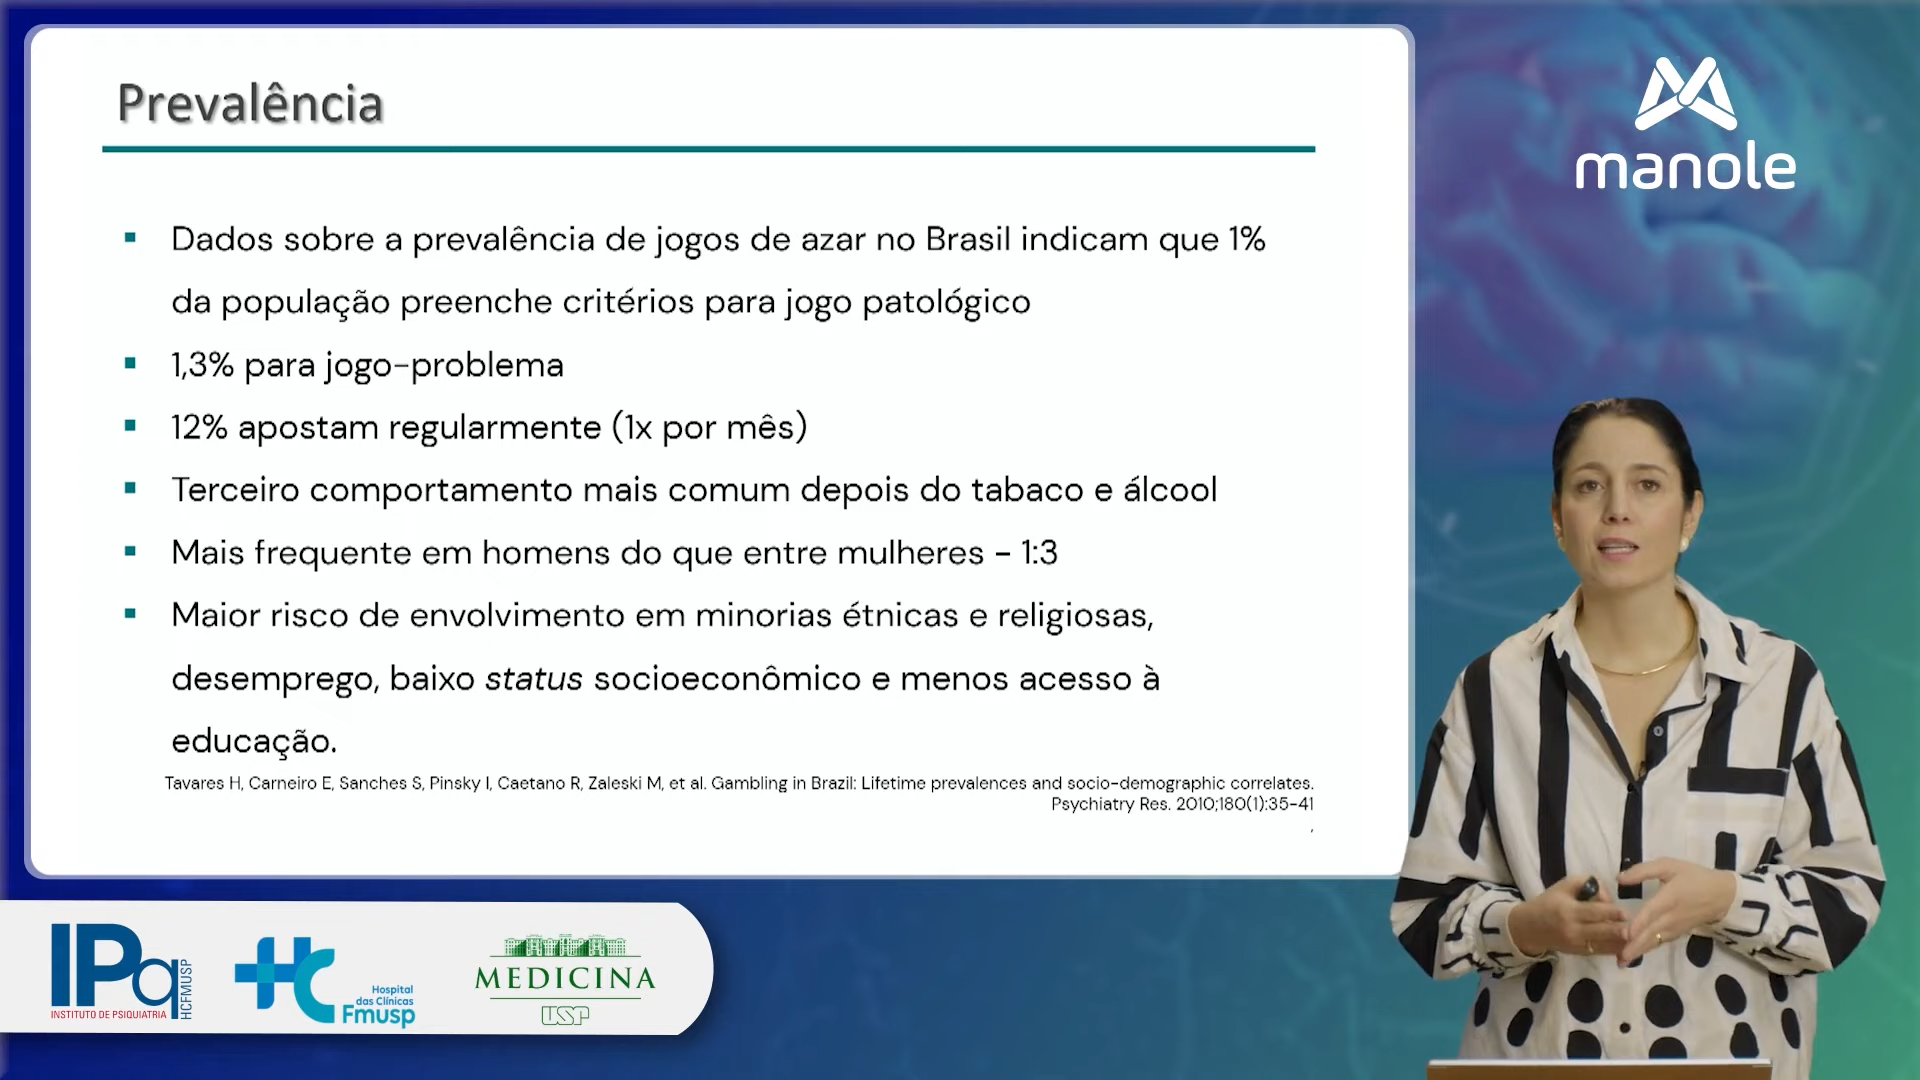 Prevalência
manole
▪ Dados sobre a prevalência de jogos de azar no Brasil indicam que 1%
da população preenche critérios para jogo patológico
▪ 1,3% para jogo-problema
▪ 12% apostam regularmente (1x por mês)
▪ Terceiro comportamento mais comum depois do tabaco e álcool
▪ Mais frequente em homens do que entre mulheres – 1:3
▪ Maior risco de envolvimento em minorias étnicas e religiosas,
desemprego, baixo status socioeconômico e menos acesso à
educação.
Tavares H, Carneiro E, Sanches S, Pinsky I, Caetano R, Zaleski M, et al. Gambling in Brazil: Lifetime prevalences and socio-demographic correlates.
Psychiatry Res. 2010;180(1):35-41
,
IPq
HCFMUSP
INSTITUTO DE PSIQUIATRIA
HC
Hospital
das Clínicas
Fmusp
MEDICINA
USP